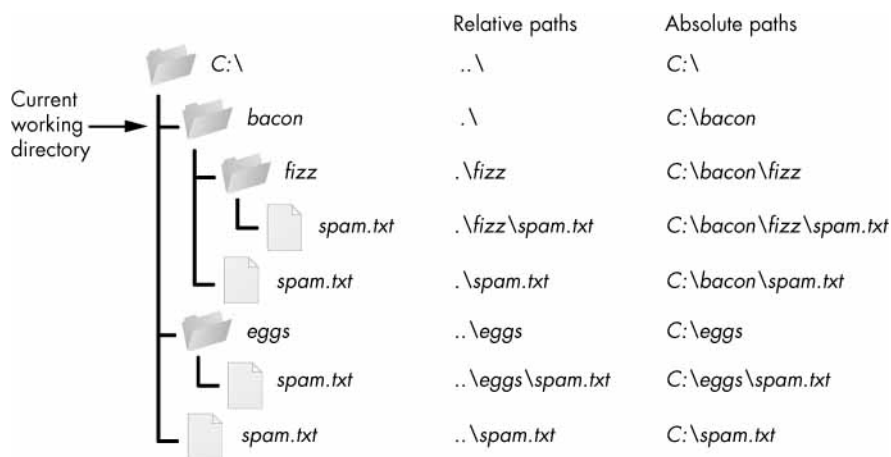 Relative paths Absolute paths
C:\ ..\ C:\
Current
working
directory
bacon .\ C:\bacon
fizz .\fizz C:\bacon\fizz
spam.txt .\fizz\spam.txt C:\bacon\fizz\spam.txt
spam.txt .\spam.txt C:\bacon\spam.txt
eggs ..\eggs C:\eggs
spam.txt ..\eggs\spam.txt C:\eggs\spam.txt
spam.txt ..\spam.txt C:\spam.txt